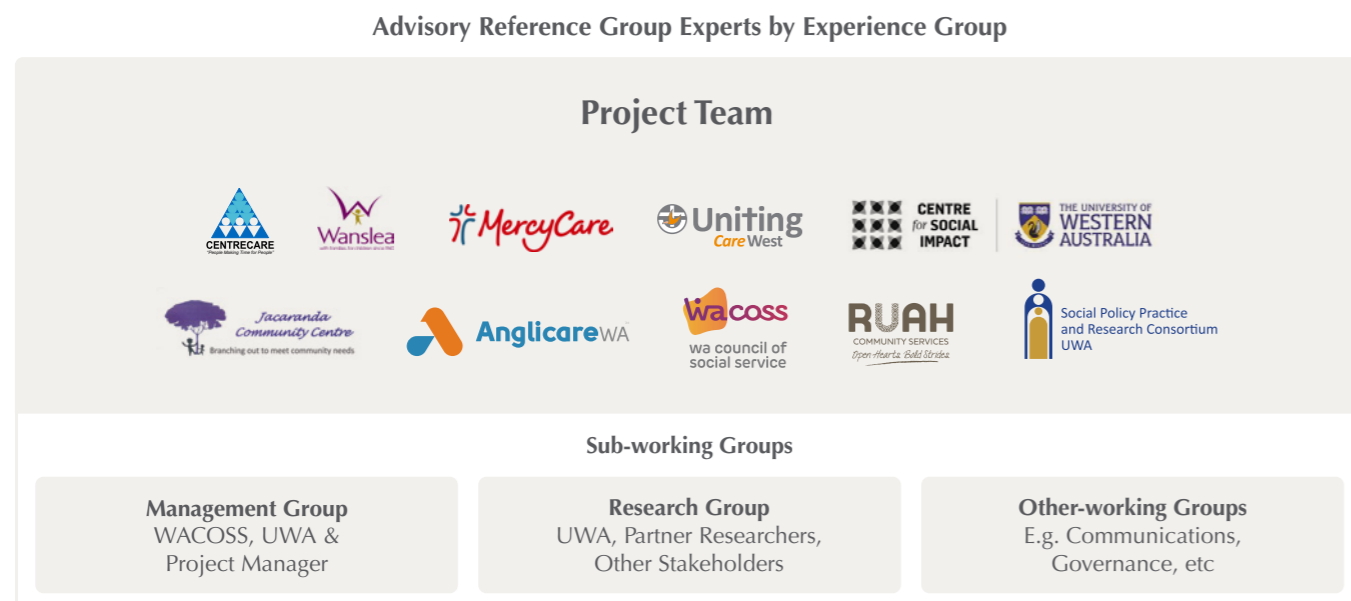 Advisory Reference Group Experts by Experience Group
Project Team
CENTRECARE
"People Making Time for People"
Wanslea
MercyCare
Uniting
Care West
CENTRE
for SOCIAL
IMPACT
THE UNIVERSITY OF
WESTERN
AUSTRALIA
Jacaranda
Community Centre
Branching out to meet community needs
Anglicare WA
wacoss
wa council of
social service
RUAH
COMMUNITY SERVICES
Open Hearts Bold Strides
Social Policy Practice
and Research Consortium
UWA
Sub-working Groups
Management Group
WACOSS, UWA &
Project Manager
Research Group
UWA, Partner Researchers,
Other Stakeholders
Other-working Groups
E.g. Communications,
Governance, etc